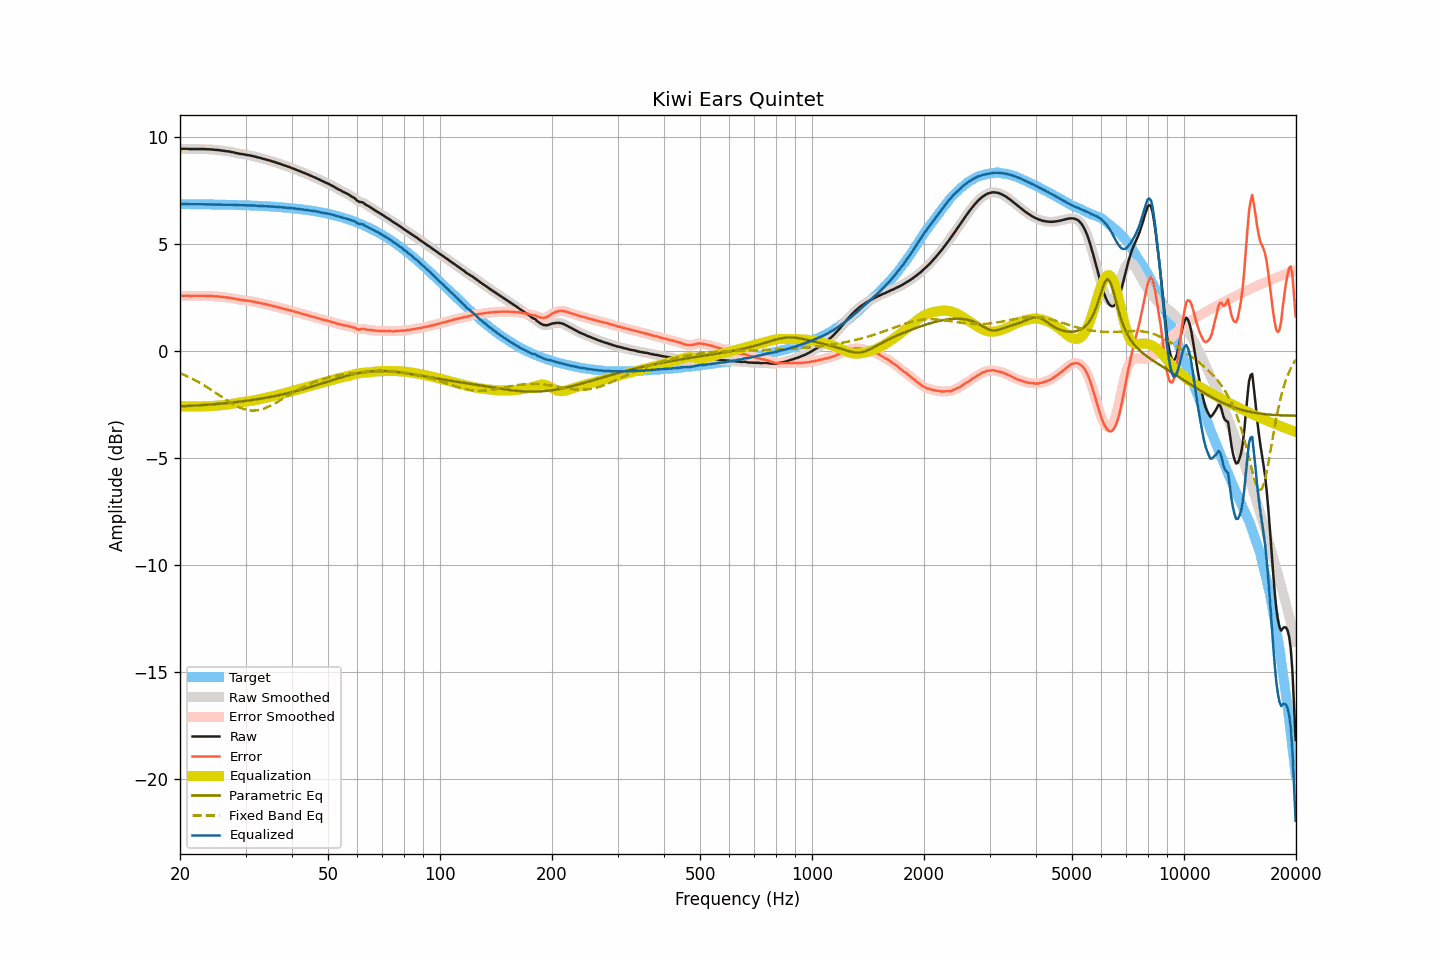 Kiwi Ears Quintet
10
5
0
−5
−10
−15
−20
Amplitude (dBr)
Target
Raw Smoothed
Error Smoothed
Raw
Error
Equalization
Parametric Eq
Fixed Band Eq
Equalized
20 50 100 200 500 1000 2000 5000 10000 20000
Frequency (Hz)